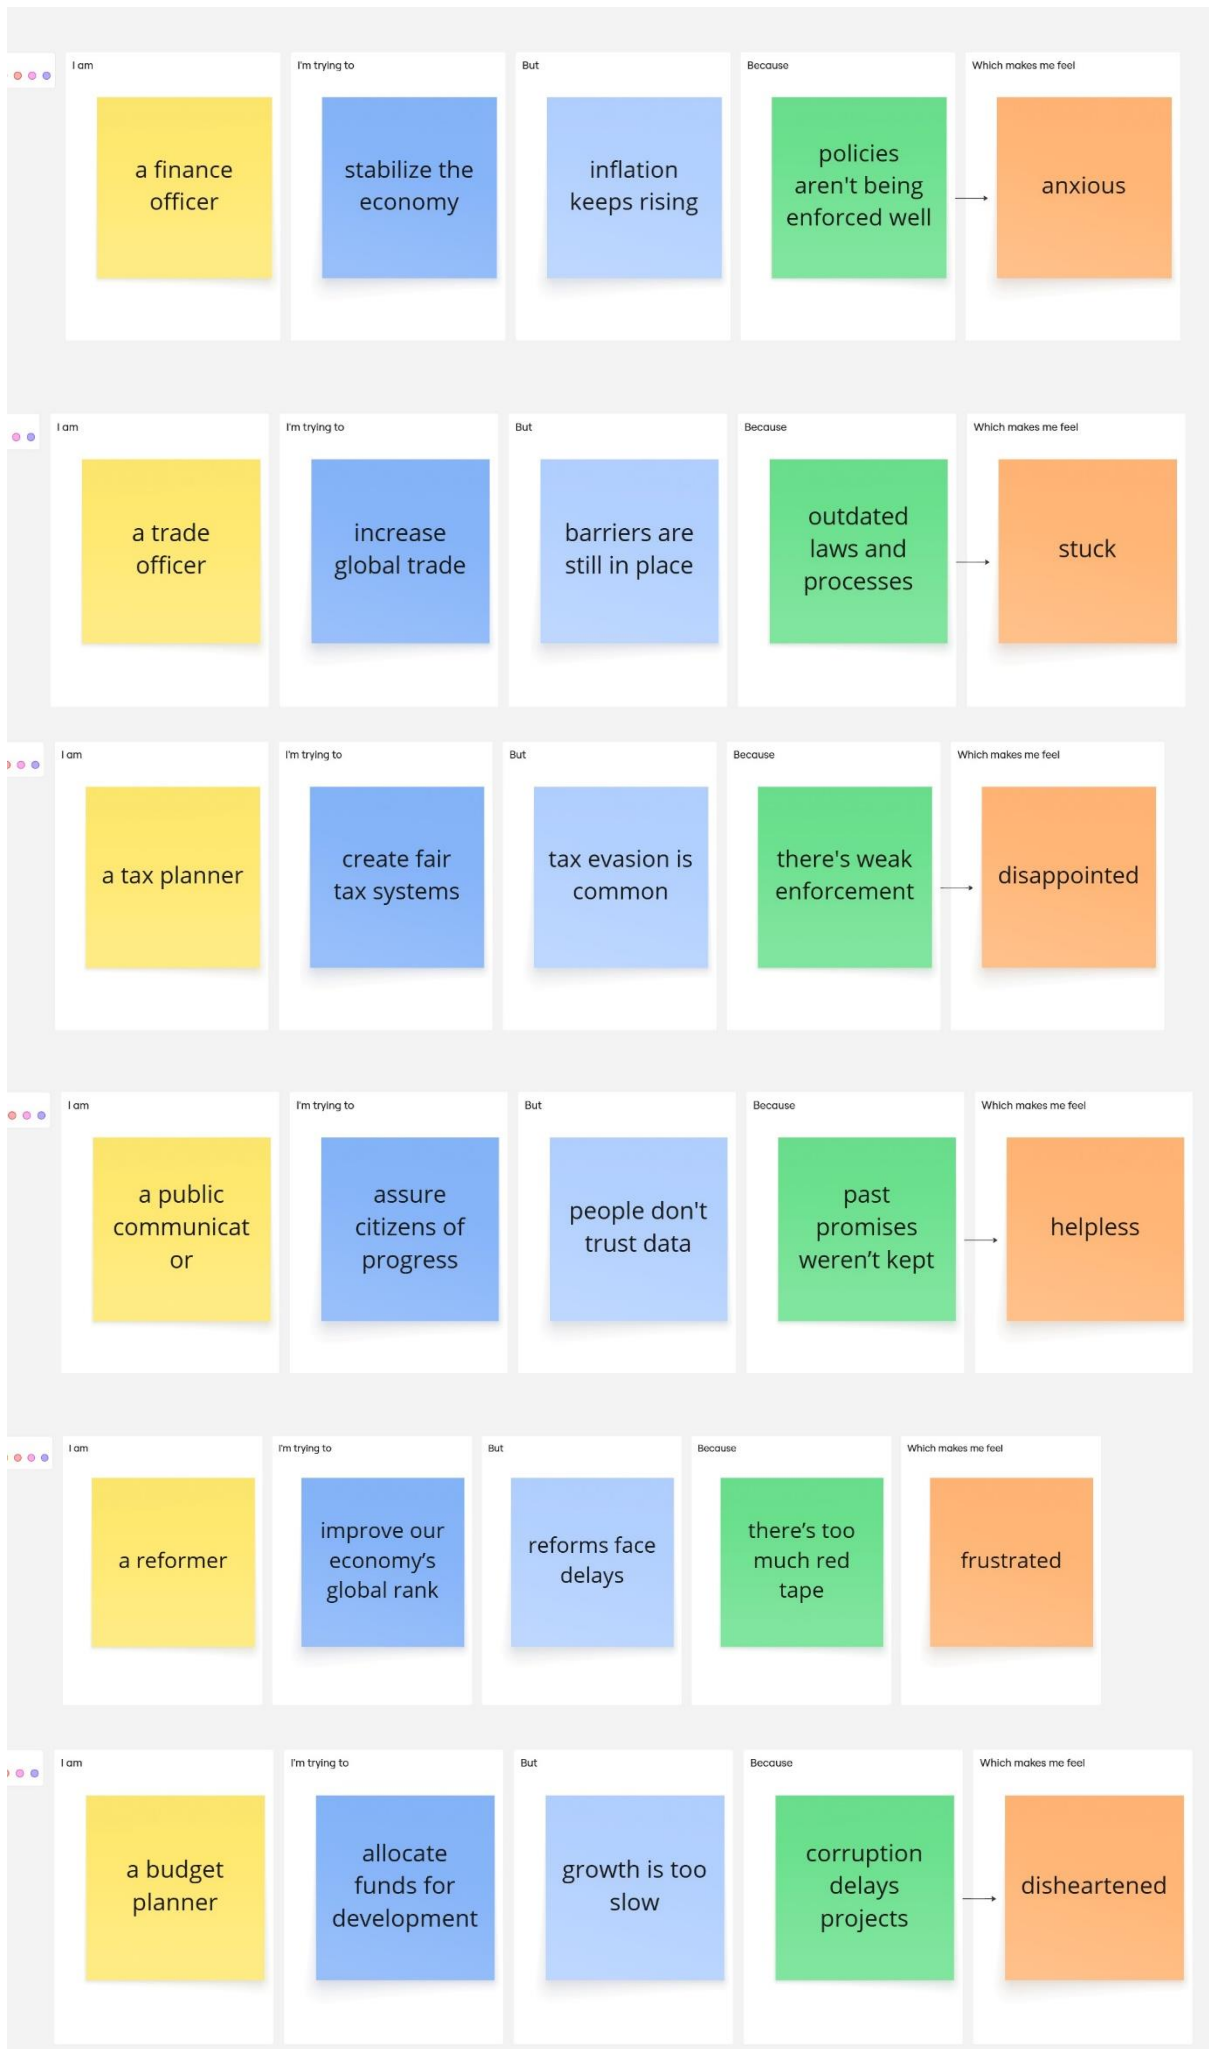 I am
I'm trying to
But
Because
Which makes me feel
a finance
officer
stabilize the
economy
inflation
keeps rising
policies
aren't being
enforced well
anxious
I am
I'm trying to
But
Because
Which makes me feel
a trade
officer
increase
global trade
barriers are
still in place
outdated
laws and
processes
stuck
I am
I'm trying to
But
Because
Which makes me feel
a tax planner
create fair
tax systems
tax evasion is
common
there's weak
enforcement
disappointed
I am
I'm trying to
But
Because
Which makes me feel
a public
communicat
or
assure
citizens of
progress
people don't
trust data
past
promises
weren’t kept
helpless
I am
I'm trying to
But
Because
Which makes me feel
a reformer
improve our
economy’s
global rank
reforms face
delays
there’s too
much red
tape
frustrated
I am
I'm trying to
But
Because
Which makes me feel
a budget
planner
allocate
funds for
development
growth is too
slow
corruption
delays
projects
disheartened